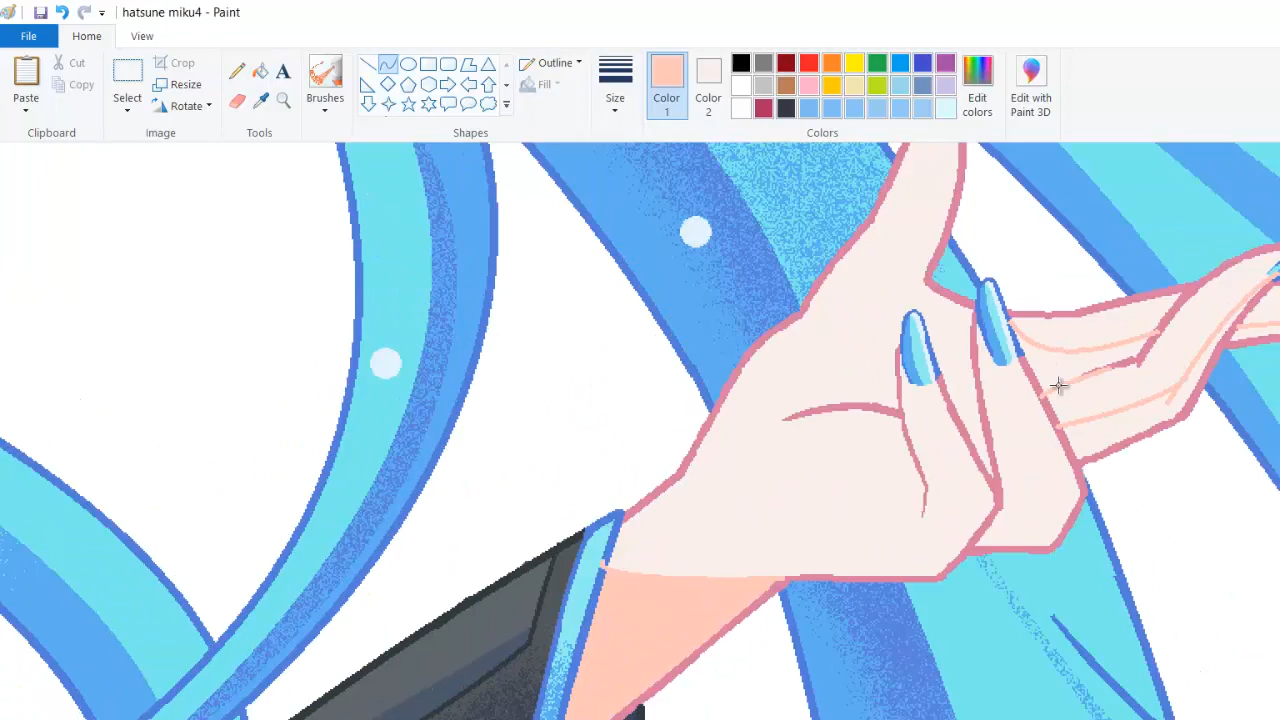 hatsune miku4 - Paint
File Home View
Paste
Cut
Copy
Clipboard
Select
Crop
Resize
Rotate
Image
A
Tools
Brushes
Outline
Fill
Shapes
Size
Color
1
Color
2
Edit
colors
Colors
Edit with
Paint 3D